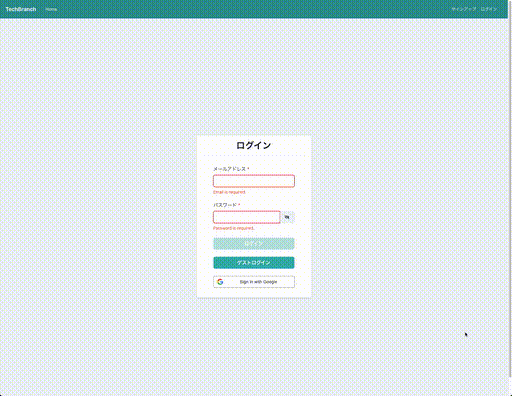 TechBranch Home サインアップ ログイン
ログイン
メールアドレス *
Email is required.
パスワード *
Password is required.
ログイン
ゲストログイン
Sign in with Google